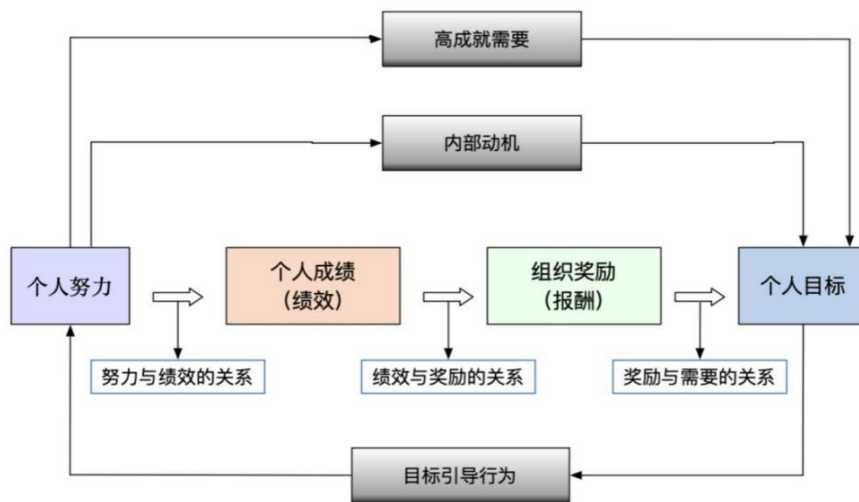 高成就需要
内部动机
个人努力
个人成绩
(绩效)
组织奖励
(报酬)
个人目标
努力与绩效的关系
绩效与奖励的关系
奖励与需要的关系
目标引导行为